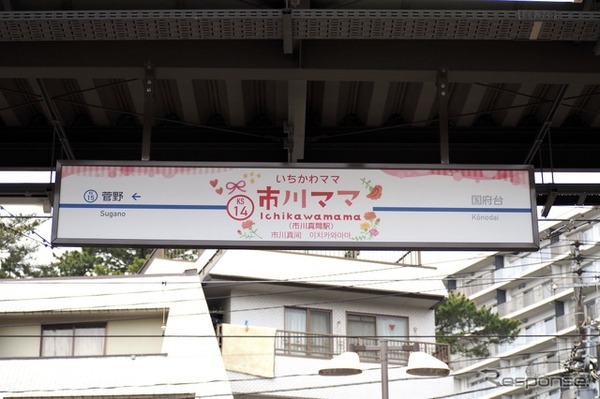 いちかわママ
KS
14
市川ママ
Ichikawamama
(市川真間駅)
市川真间 이치카와마마
KS
15
菅野 ←
Sugano
国府台
Kōnodai
Response.